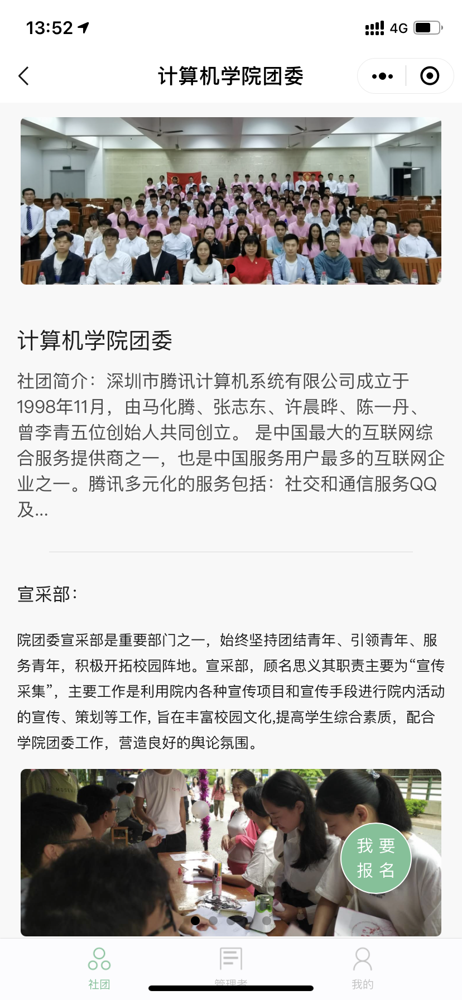 13:52
4G
计算机学院团委
计算机学院团委
社团简介：深圳市腾讯计算机系统有限公司成立于
1998年11月，由马化腾、张志东、许晨晔、陈一丹、
曾李青五位创始人共同创立。 是中国最大的互联网综
合服务提供商之一，也是中国服务用户最多的互联网企
业之一。腾讯多元化的服务包括：社交和通信服务QQ
及...
宣采部：
院团委宣采部是重要部门之一，始终坚持团结青年、引领青年、服
务青年，积极开拓校园阵地。宣采部，顾名思义其职责主要为“宣传
采集”，主要工作是利用院内各种宣传项目和宣传手段进行院内活动
的宣传、策划等工作, 旨在丰富校园文化,提高学生综合素质，配合
学院团委工作，营造良好的舆论氛围。
我 要
报 名
社团
管理者
我的